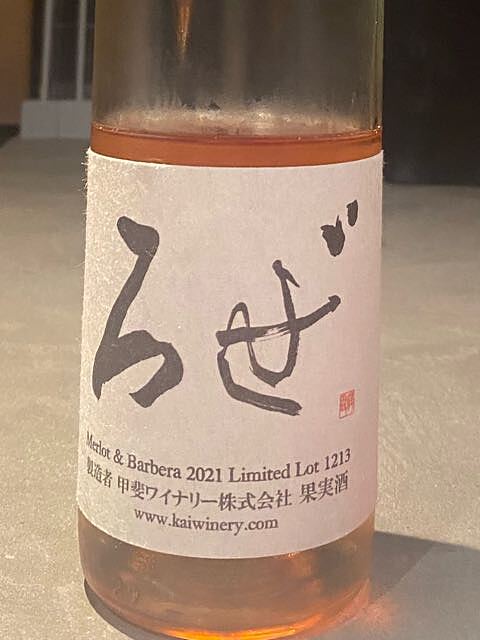 ろぜ
Merlot & Barbera 2021 Limited Lot 1213
製造者 甲斐ワイナリー株式会社 果実酒
www.kaiwinery.com